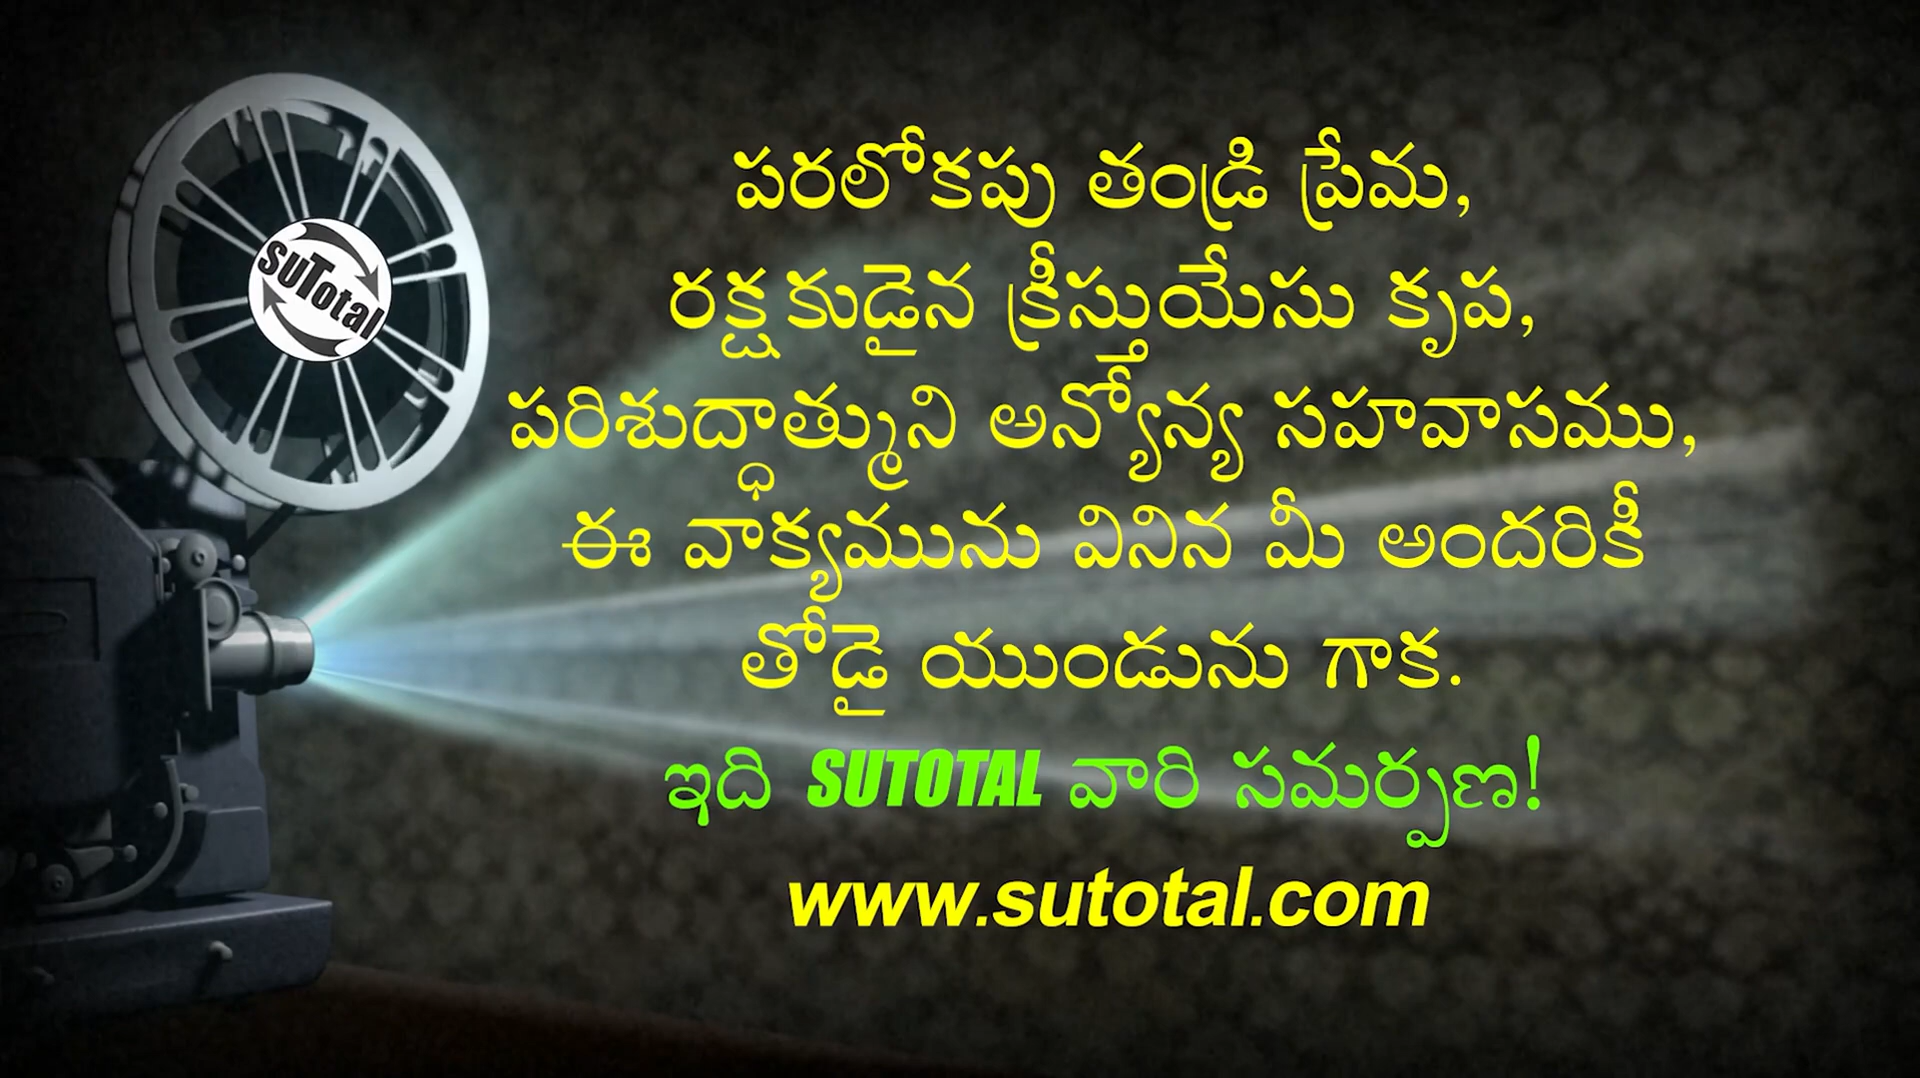 suTotal
పరలోకపు తండ్రి ప్రేమ,
రక్షకుడైన క్రీస్తుయేసు కృప,
పరిశుద్ధాత్ముని అన్యోన్య సహవాసము,
ఈ వాక్యమును వినిన మీ అందరికీ
తోడై యుండును గాక.
ఇది SUTOTAL వారి సమర్పణ!
www.sutotal.com